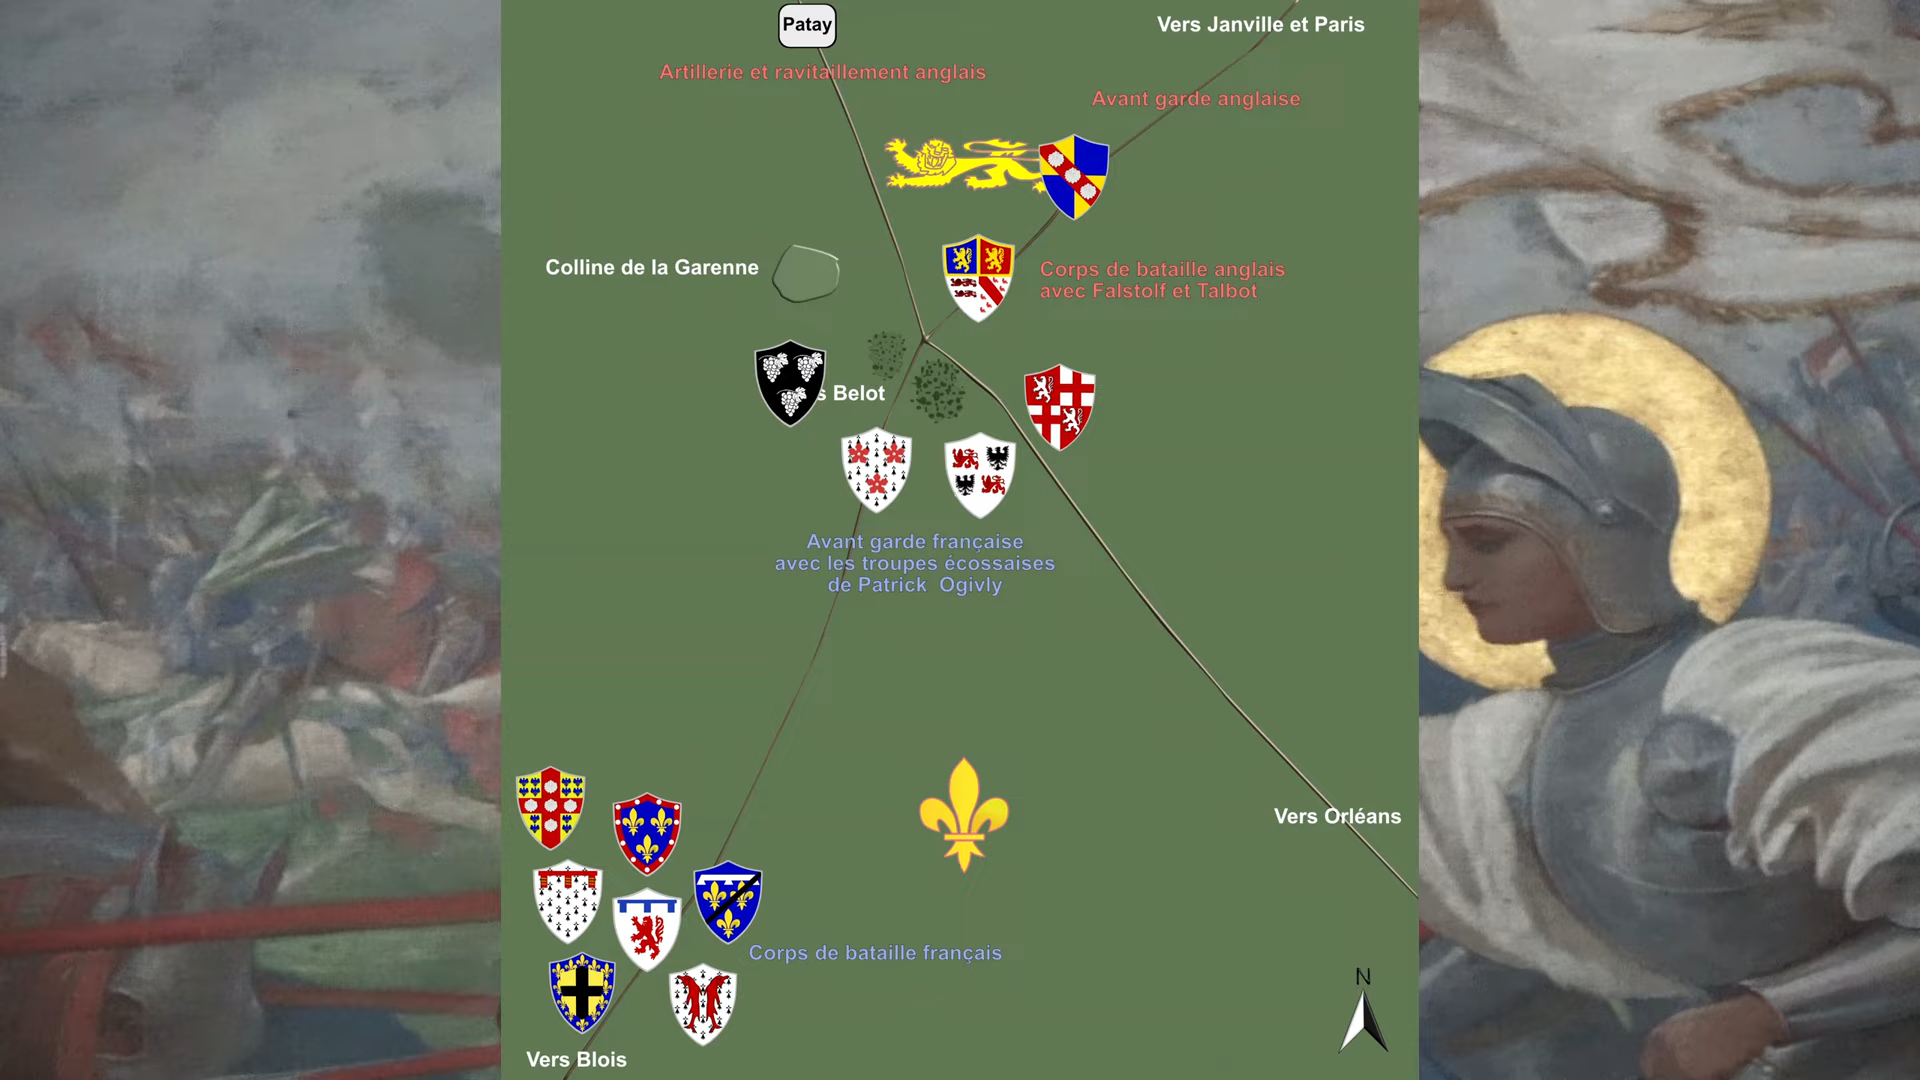 Patay
Vers Janville et Paris
Artillerie et ravitaillement anglais
Avant garde anglaise
Colline de la Garenne
Corps de bataille anglais
avec Falstolf et Talbot
s Belot
Avant garde française
avec les troupes écossaises
de Patrick Ogivly
Vers Orléans
Corps de bataille français
N
Vers Blois